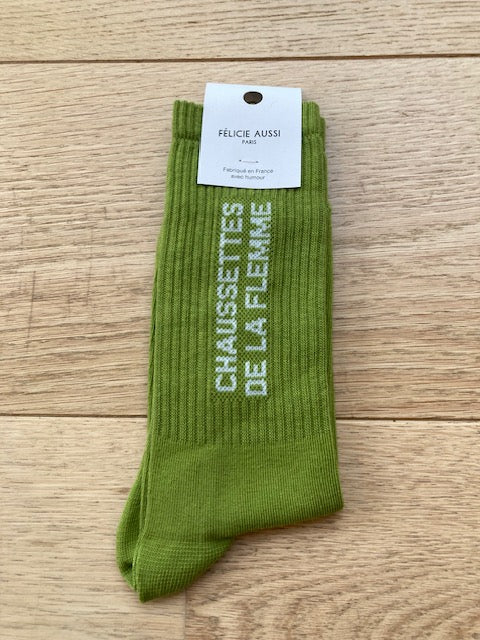 FÉLICIE AUSSI
PARIS
Fabriqué en France
avec humour
CHAUSSETTES
DE LA FLEMME